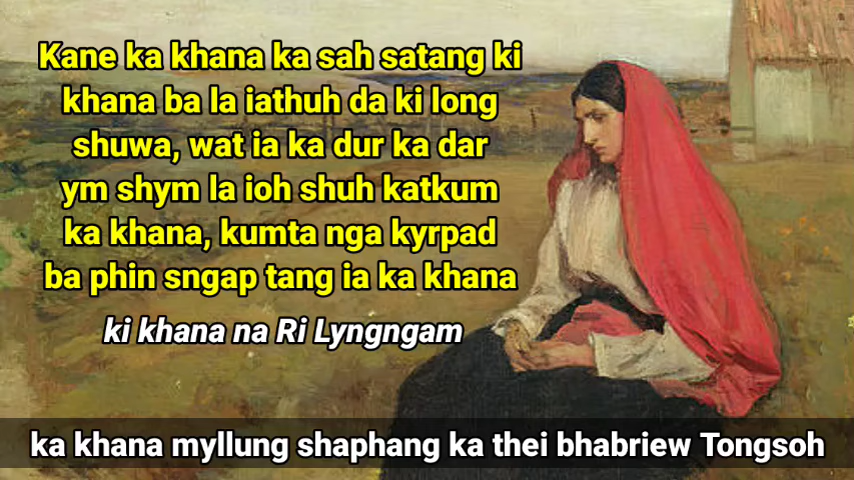 Kane ka khana ka sah satang ki
khana ba la iathuh da ki long
shuwa, wat ia ka dur ka dar
ym shym la ioh shuh katkum
ka khana, kumta nga kyrpad
ba phin sngap tang ia ka khana
ki khana na Ri Lyngngam
ka khana myllung shaphang ka thei bhabriew Tongsoh